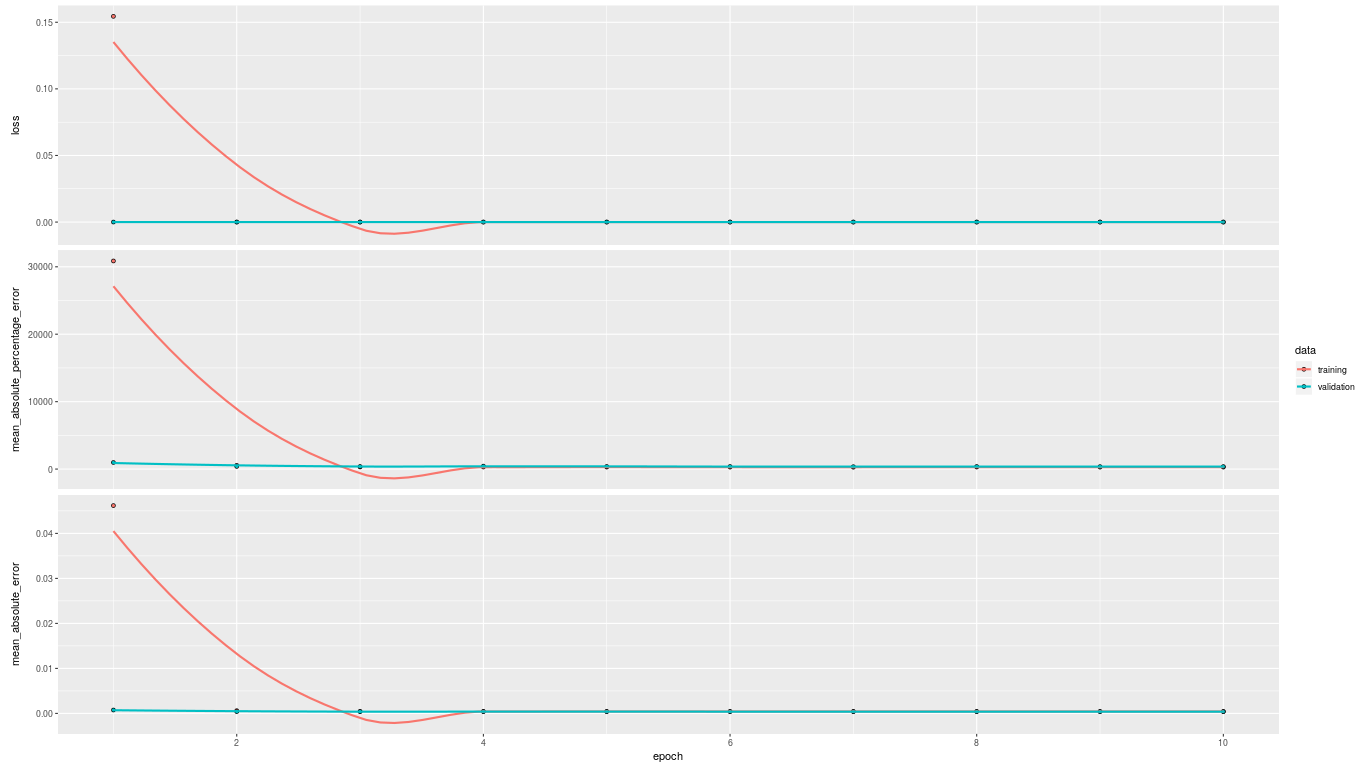 loss
0.15
0.10
0.05
0.00
mean_absolute_percentage_error
30000
20000
10000
0
mean_absolute_error
0.04
0.03
0.02
0.01
0.00
2
4
6
8
10
epoch
data
training
validation